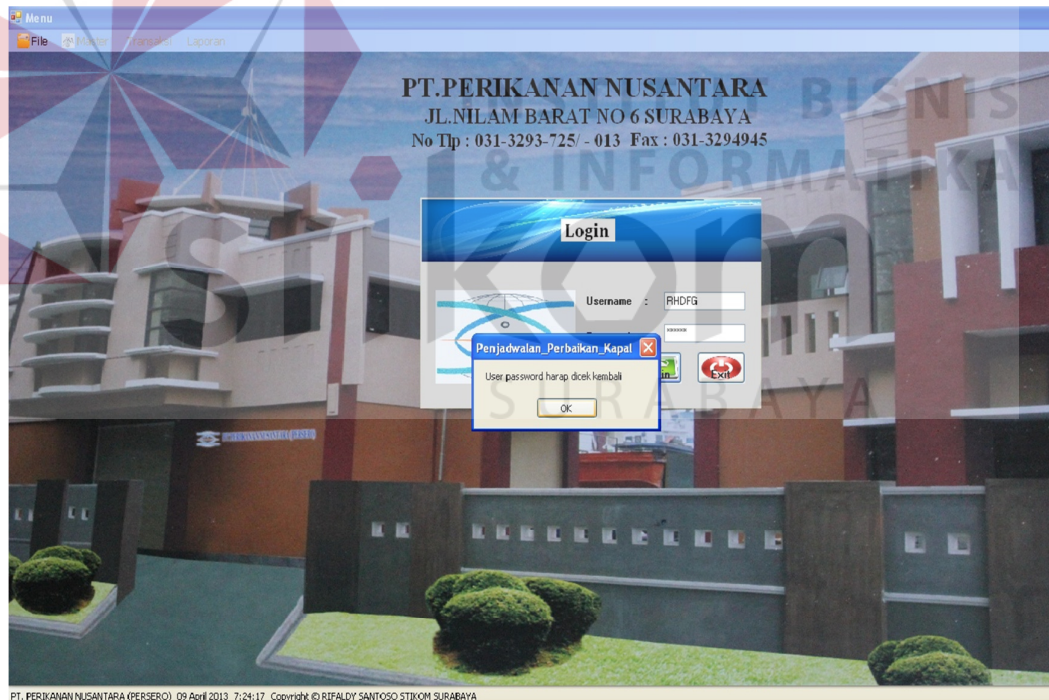 Menu
File Master Transaksi Laporan
PT.PERIKANAN NUSANTARA
JL.NILAM BARAT NO 6 SURABAYA
No Tlp : 031-3293-725/ - 013 Fax : 031-3294945
INSTITUT BISNIS
& INFORMATIKA
stikom
SURABAYA
Login
Username : RHDFG
******
Penjadwalan_Perbaikan_Kapal
User password harap dicek kembali
OK
Exit
PT. PERIKANAN NUSANTARA (PERSERO) 09 April 2013 7:24:17 Copyright © RIFALDY SANTOSO STIKOM SURABAYA